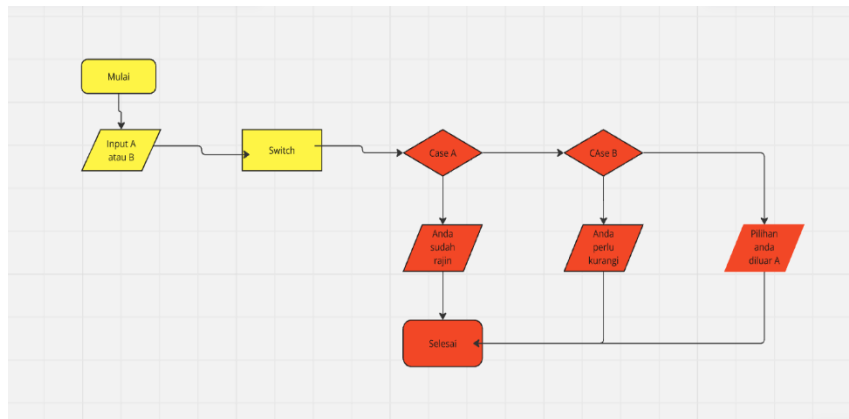 Mulai
Input A
atau B
Switch
Case A
CAse B
Anda
sudah
rajin
Anda
perlu
kurangi
Pilihan
anda
diluar A
Selesai